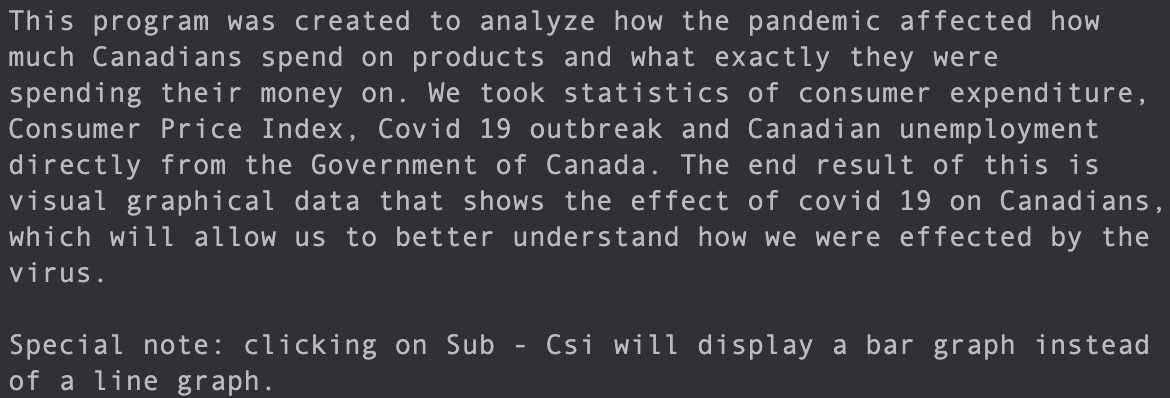 This program was created to analyze how the pandemic affected how
much Canadians spend on products and what exactly they were
spending their money on. We took statistics of consumer expenditure,
Consumer Price Index, Covid 19 outbreak and Canadian unemployment
directly from the Government of Canada. The end result of this is
visual graphical data that shows the effect of covid 19 on Canadians,
which will allow us to better understand how we were effected by the
virus.
Special note: clicking on Sub - Csi will display a bar graph instead
of a line graph.